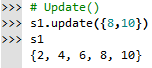 >>> # Update()
>>> s1.update({8,10})
>>> s1
{2, 4, 6, 8, 10}